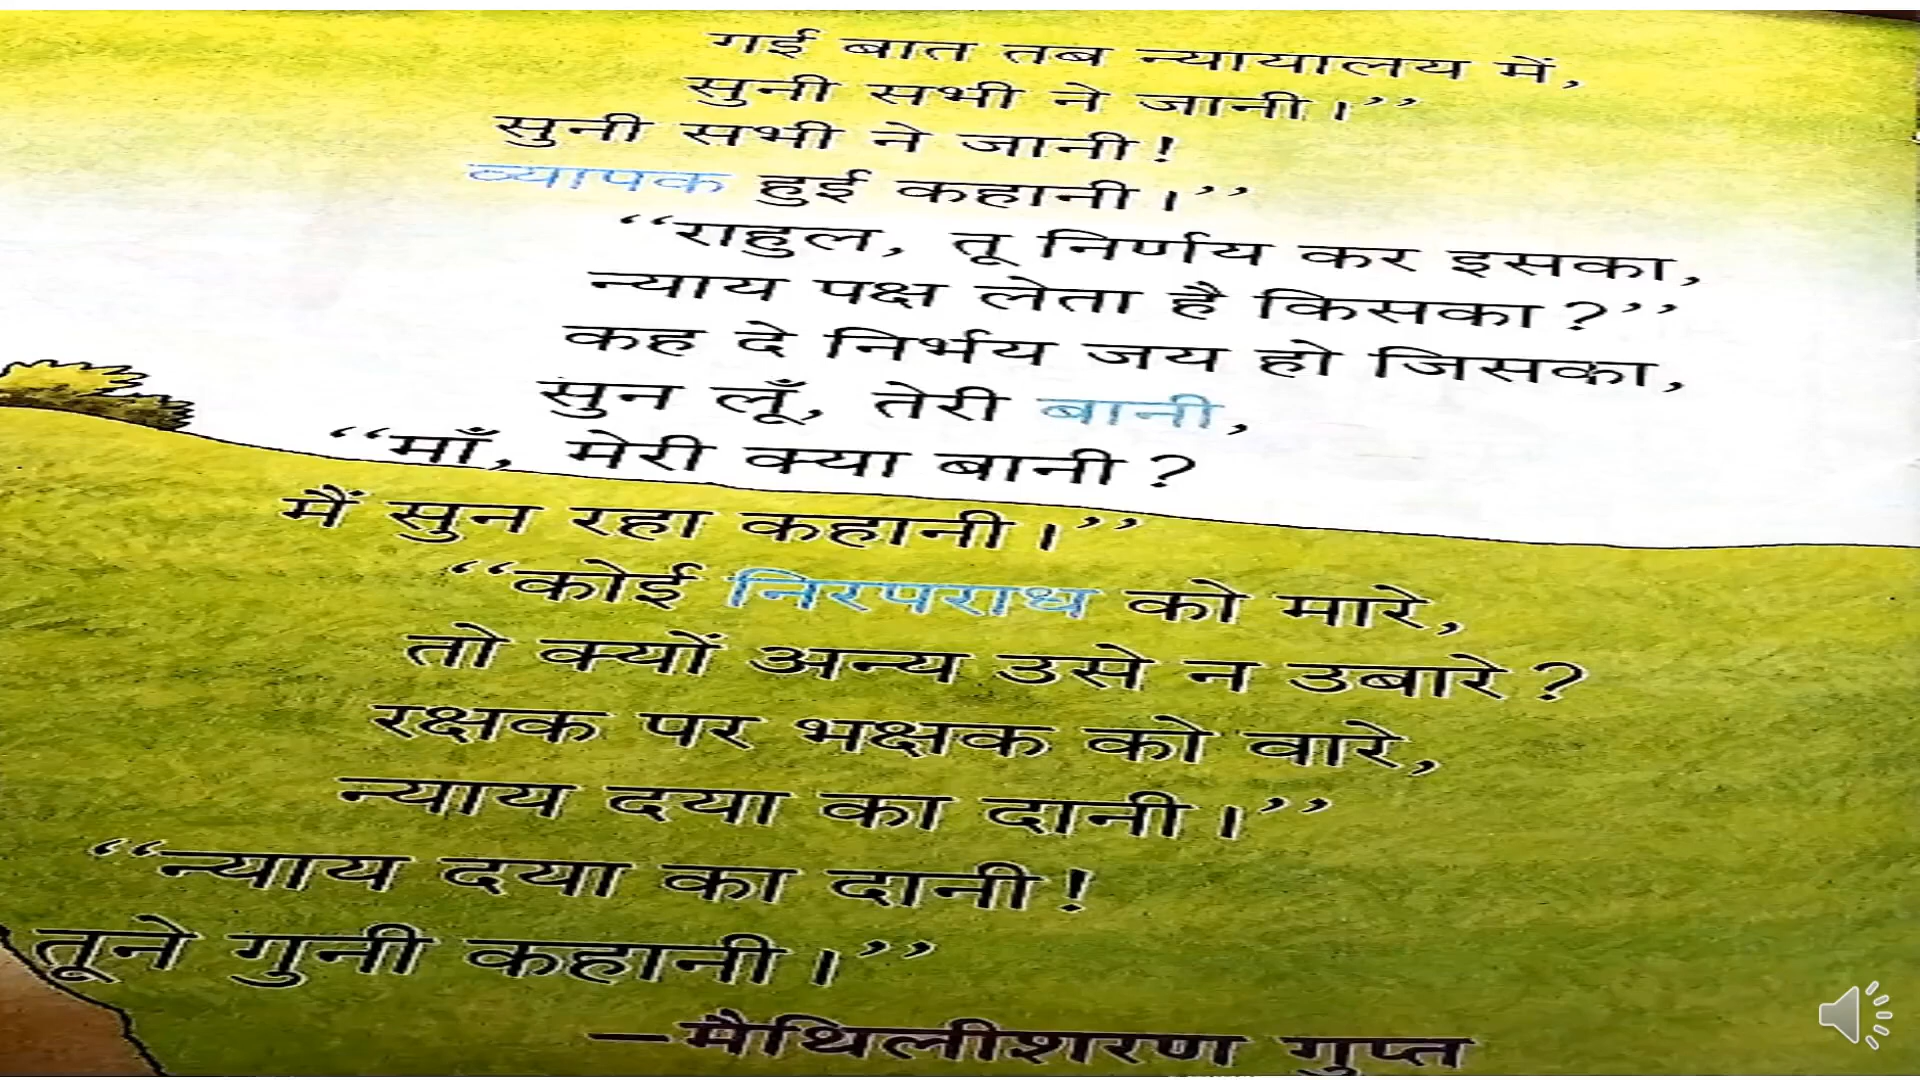 गई बात तब न्यायालय में,
सुनी सभी ने जानी।’’
सुनी सभी ने जानी!
व्यापक हुई कहानी।’’
‘‘राहुल, तू निर्णय कर इसका,
न्याय पक्ष लेता है किसका?’’
कह दे निर्भय जय हो जिसका,
सुन लूँ, तेरी बानी,
‘‘माँ, मेरी क्या बानी?
मैं सुन रहा कहानी।’’
‘‘कोई निरपराध को मारे,
तो क्यों अन्य उसे न उबारे?
रक्षक पर भक्षक को वारे,
न्याय दया का दानी।’’
‘‘न्याय दया का दानी!
तूने गुनी कहानी।’’
—मैथिलीशरण गुप्त